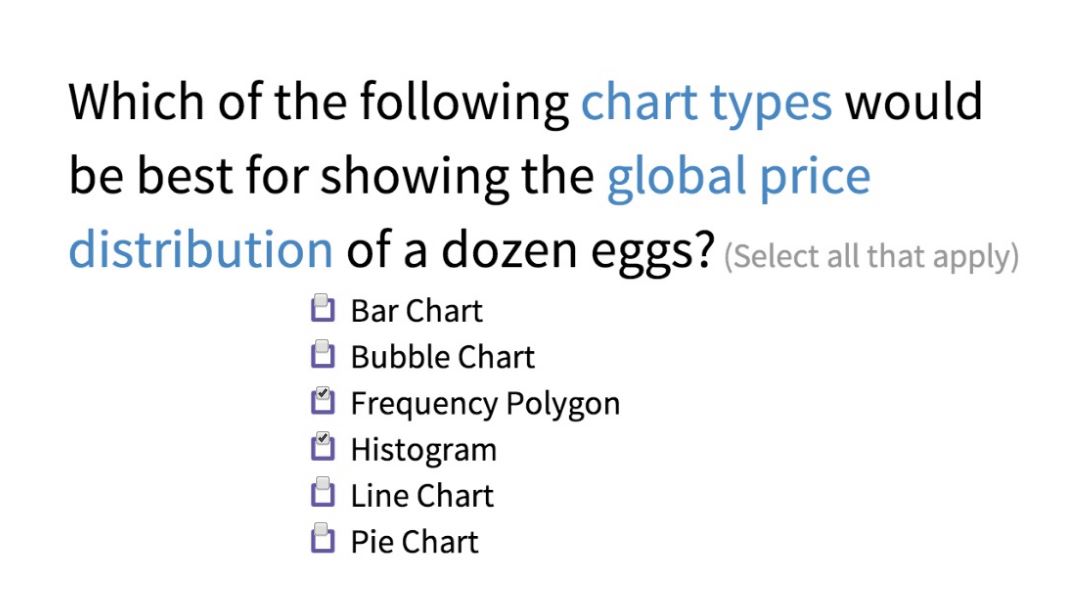 Which of the following chart types would
be best for showing the global price
distribution of a dozen eggs? (Select all that apply)
Bar Chart
Bubble Chart
Frequency Polygon
Histogram
Line Chart
Pie Chart